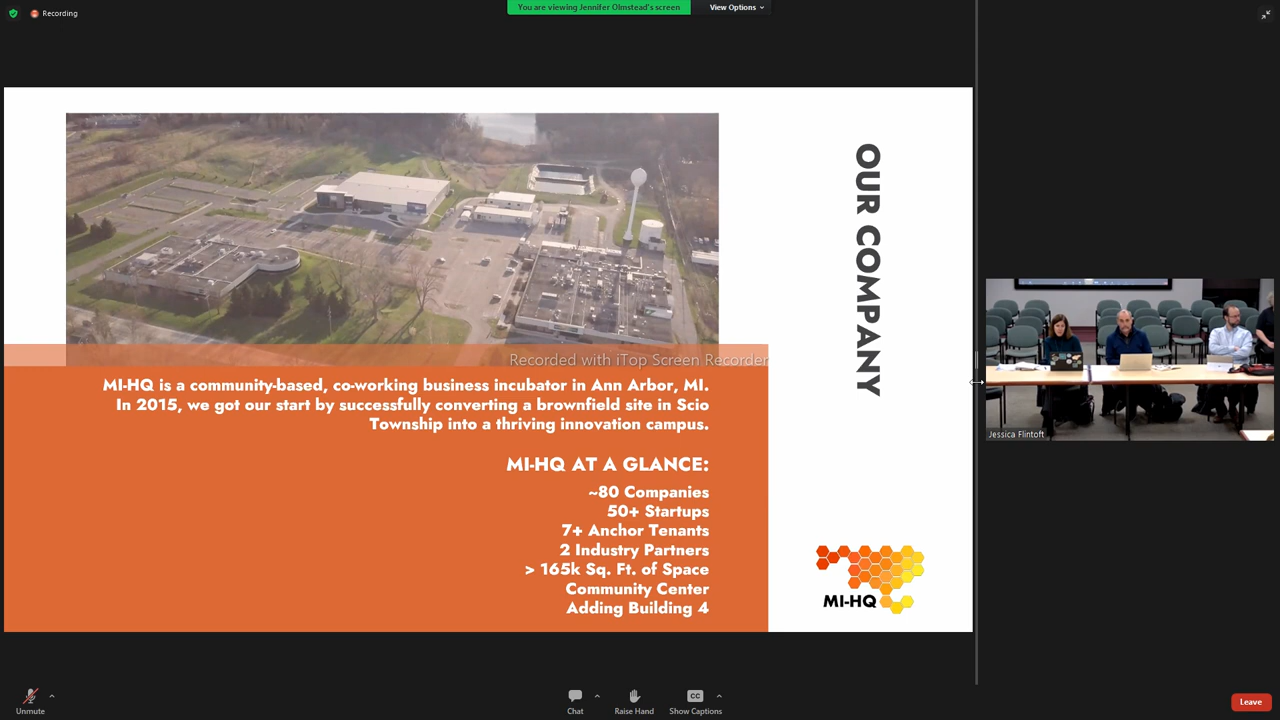 Recording
You are viewing Jennifer Olmstead's screen
View Options
OUR COMPANY
Recorded with iTop Screen Recorder
MI-HQ is a community-based, co-working business incubator in Ann Arbor, MI.
In 2015, we got our start by successfully converting a brownfield site in Scio
Township into a thriving innovation campus.
MI-HQ AT A GLANCE:
~80 Companies
50+ Startups
7+ Anchor Tenants
2 Industry Partners
> 165k Sq. Ft. of Space
Community Center
Adding Building 4
MI-HQ
Jessica Flintoft
Unmute
Chat
Raise Hand
CC
Show Captions
Leave